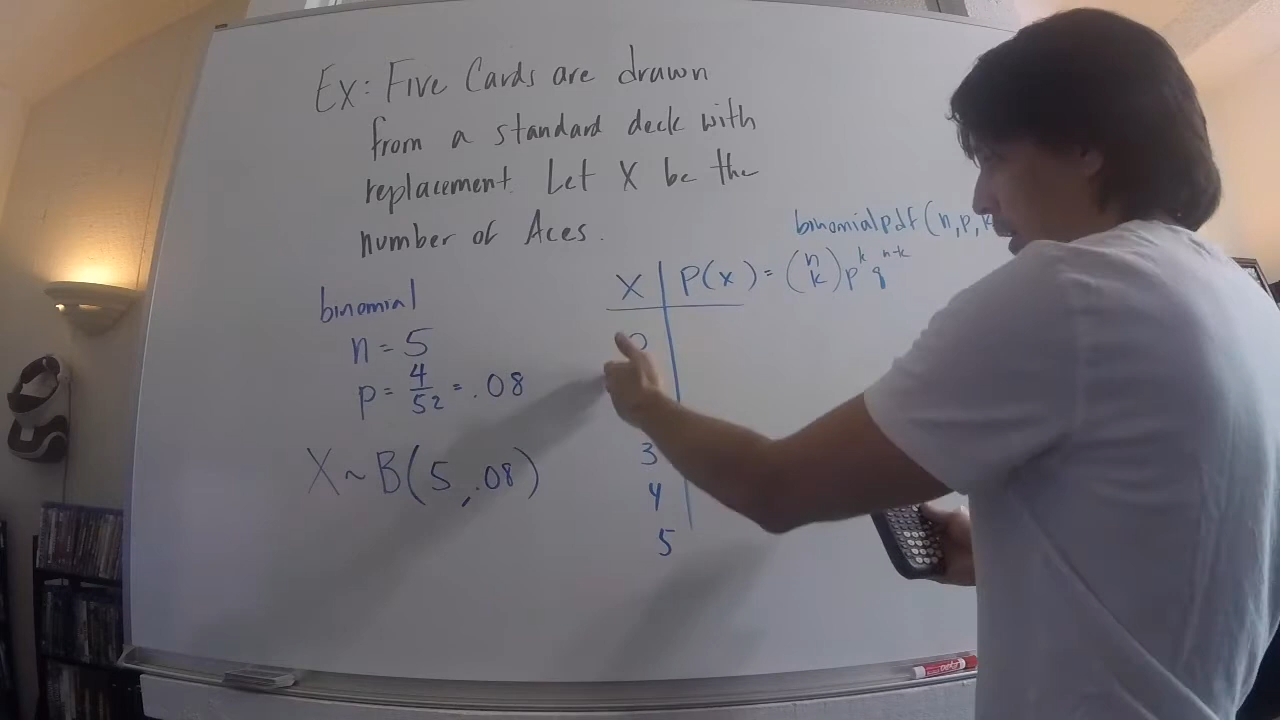 Ex: Five Cards are drawn
from a standard deck with
replacement. Let X be the
number of Aces.
binomial
n = 5
p = 4/52 = .08
X ~ B(5, .08)
binomialpdf(n, p, k
X | P(x) = (n k) p^k q^n-k
0
3
4
5